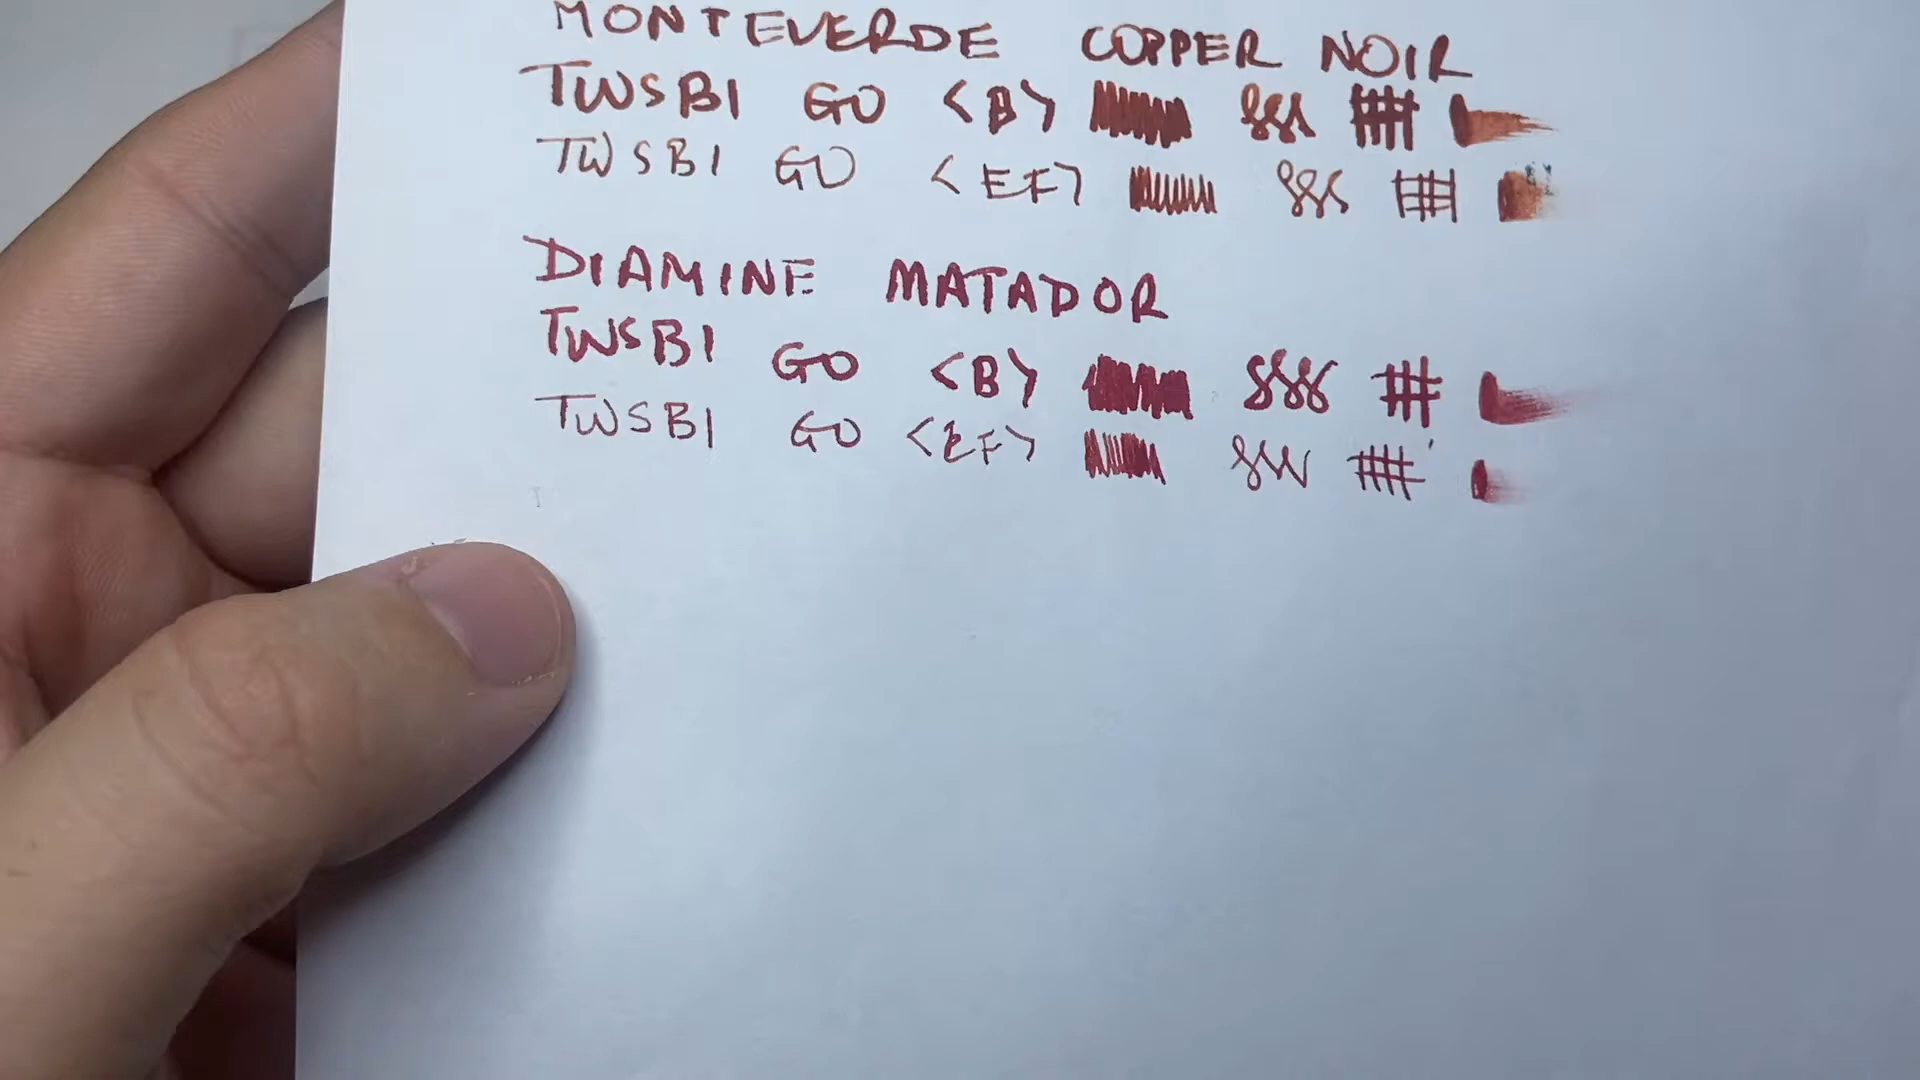 MONTEVERDE COPPER NOIR
TWSBI GO <B>
TWSBI GO <EF>
DIAMINE MATADOR
TWSBI GO <B>
TWSBI GO <EF>